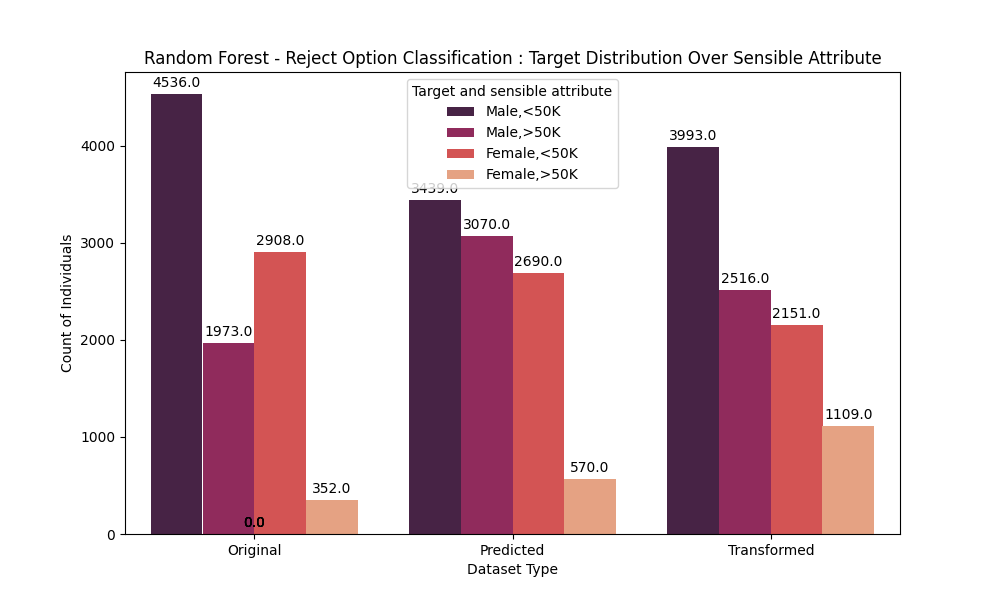 Random Forest - Reject Option Classification : Target Distribution Over Sensible Attribute
Target and sensible attribute
Male,<50K
Male,>50K
Female,<50K
Female,>50K
Count of Individuals
4000
3000
2000
1000
0
4536.0
1973.0
0.0
2908.0
352.0
3439.0
3070.0
2690.0
570.0
3993.0
2516.0
2151.0
1109.0
Original
Predicted
Transformed
Dataset Type